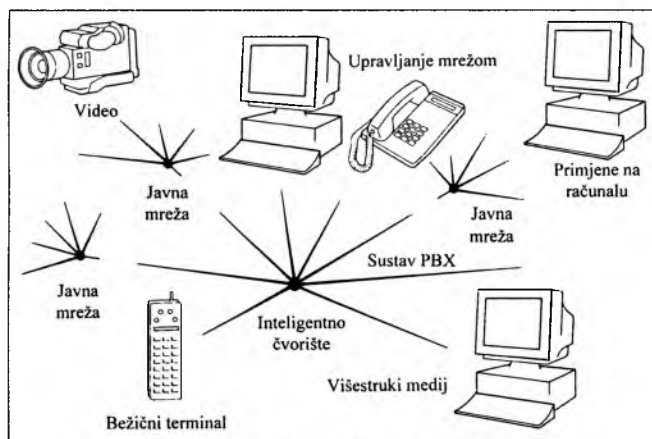 Upravljanje mrežom
Video
Primjene na
računalu
Javna
mreža
Javna
mreža
Sustav PBX
Javna
mreža
Inteligentno
čvorište
Višestruki medij
Bežični terminal